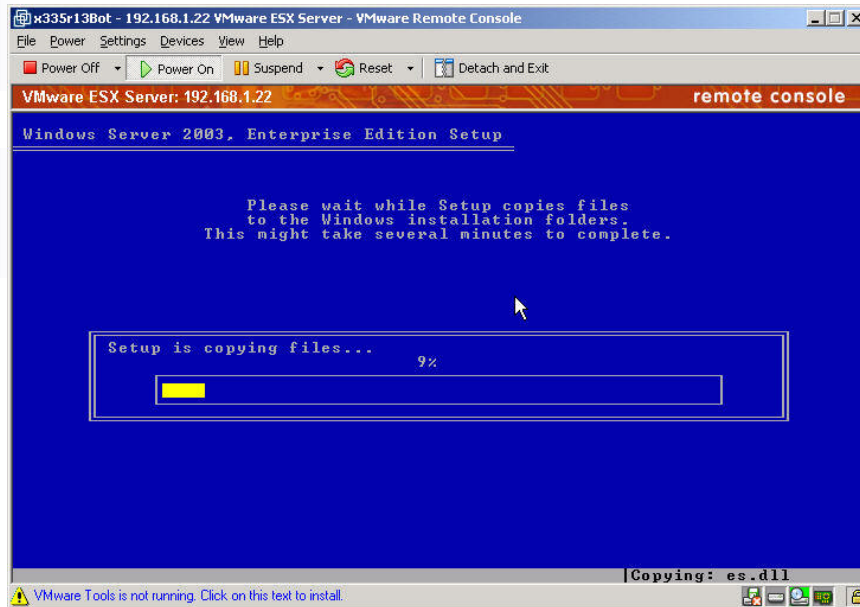 x335r13Bot - 192.168.1.22 VMware ESX Server - VMware Remote Console
File Power Settings Devices View Help
Power Off Power On Suspend Reset Detach and Exit
VMware ESX Server: 192.168.1.22 remote console
Windows Server 2003, Enterprise Edition Setup
Please wait while Setup copies files
to the Windows installation folders.
This might take several minutes to complete.
Setup is copying files...
9%
Copying: es.dll
VMware Tools is not running. Click on this text to install.